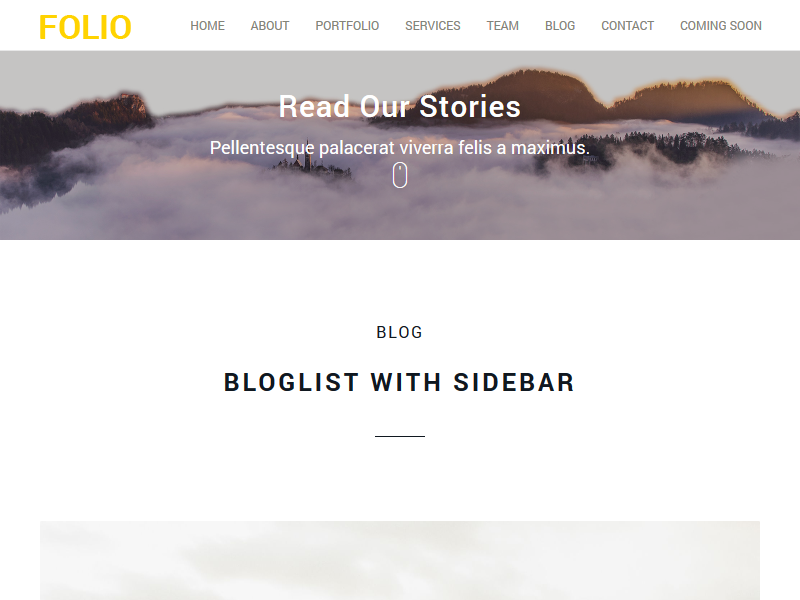 FOLIO
HOME ABOUT PORTFOLIO SERVICES TEAM BLOG CONTACT COMING SOON
Read Our Stories
Pellentesque palacerat viverra felis a maximus.
BLOG
BLOGLIST WITH SIDEBAR